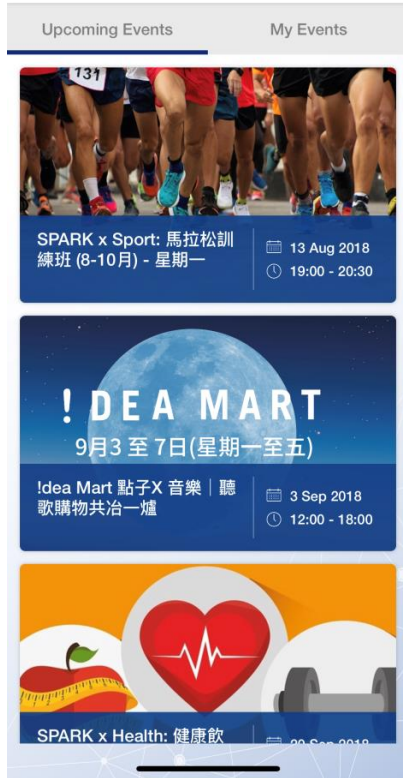 Upcoming Events
My Events
131
SPARK x Sport: 馬拉松訓
練班 (8-10月) - 星期一
13 Aug 2018
19:00 - 20:30
!DEA MART
9月3 至 7日(星期一至五)
!dea Mart 點子X 音樂｜聽
歌購物共冶一爐
3 Sep 2018
12:00 - 18:00
SPARK x Health: 健康飲
Sep 2018